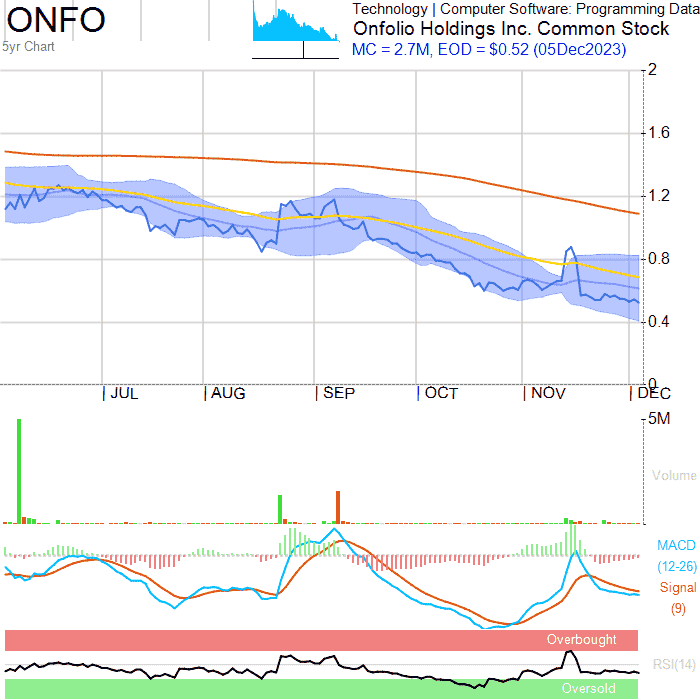 ONFO
5yr Chart
Technology | Computer Software: Programming Data
Onfolio Holdings Inc. Common Stock
MC = 2.7M, EOD = $0.52 (05Dec2023)
2
1.6
1.2
0.8
0.4
0
JUL AUG SEP OCT NOV DEC
5M
Volume
MACD
(12-26)
Signal
(9)
Overbought
RSI(14)
Oversold